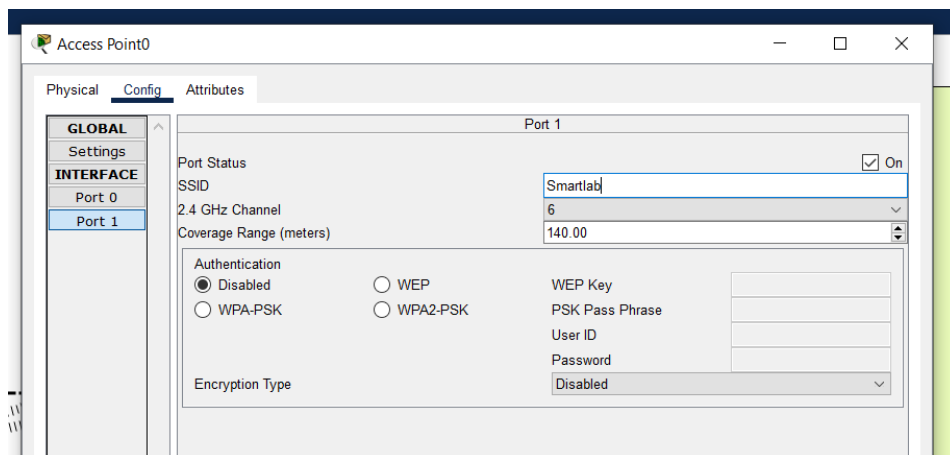 Access Point0
Physical Config Attributes
GLOBAL
Settings
INTERFACE
Port 0
Port 1
Port 1
Port Status On
SSID Smartlab
2.4 GHz Channel 6
Coverage Range (meters) 140.00
Authentication
Disabled WEP WEP Key
WPA-PSK WPA2-PSK PSK Pass Phrase
User ID
Password
Encryption Type Disabled